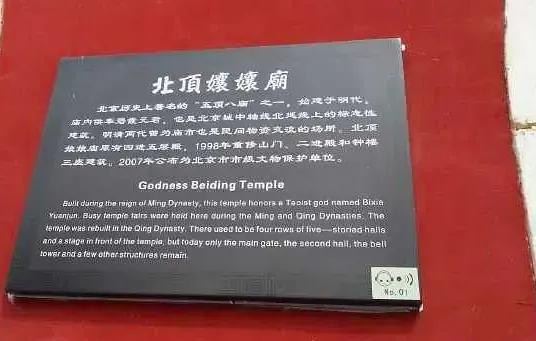 北頂孃孃廟
北京历史上著名的“五顶八庙”之一，始建于明代。
庙内供奉碧霞元君，也是北京城中轴线北延线上的标志性
建筑。明清两代曾为庙市也是民间物资交流的场所。北顶
娘娘庙原有四进五层殿，1998年重修山门、二进殿和钟楼
三座建筑。2007年公布为北京市市级文物保护单位。
Godness Beiding Temple
Built during the reign of Ming Dynasty, this temple honors a Taoist god named Bixia
Yuanjun. Busy temple fairs were held here during the Ming and Qing Dynasties. The
temple was rebuilt in the Qing Dynasty. There used to be four rows of five—storied halls
and a stage in front of the temple, but today only the main gate, the second hall, the bell
tower and a few other structures remain.
No.01